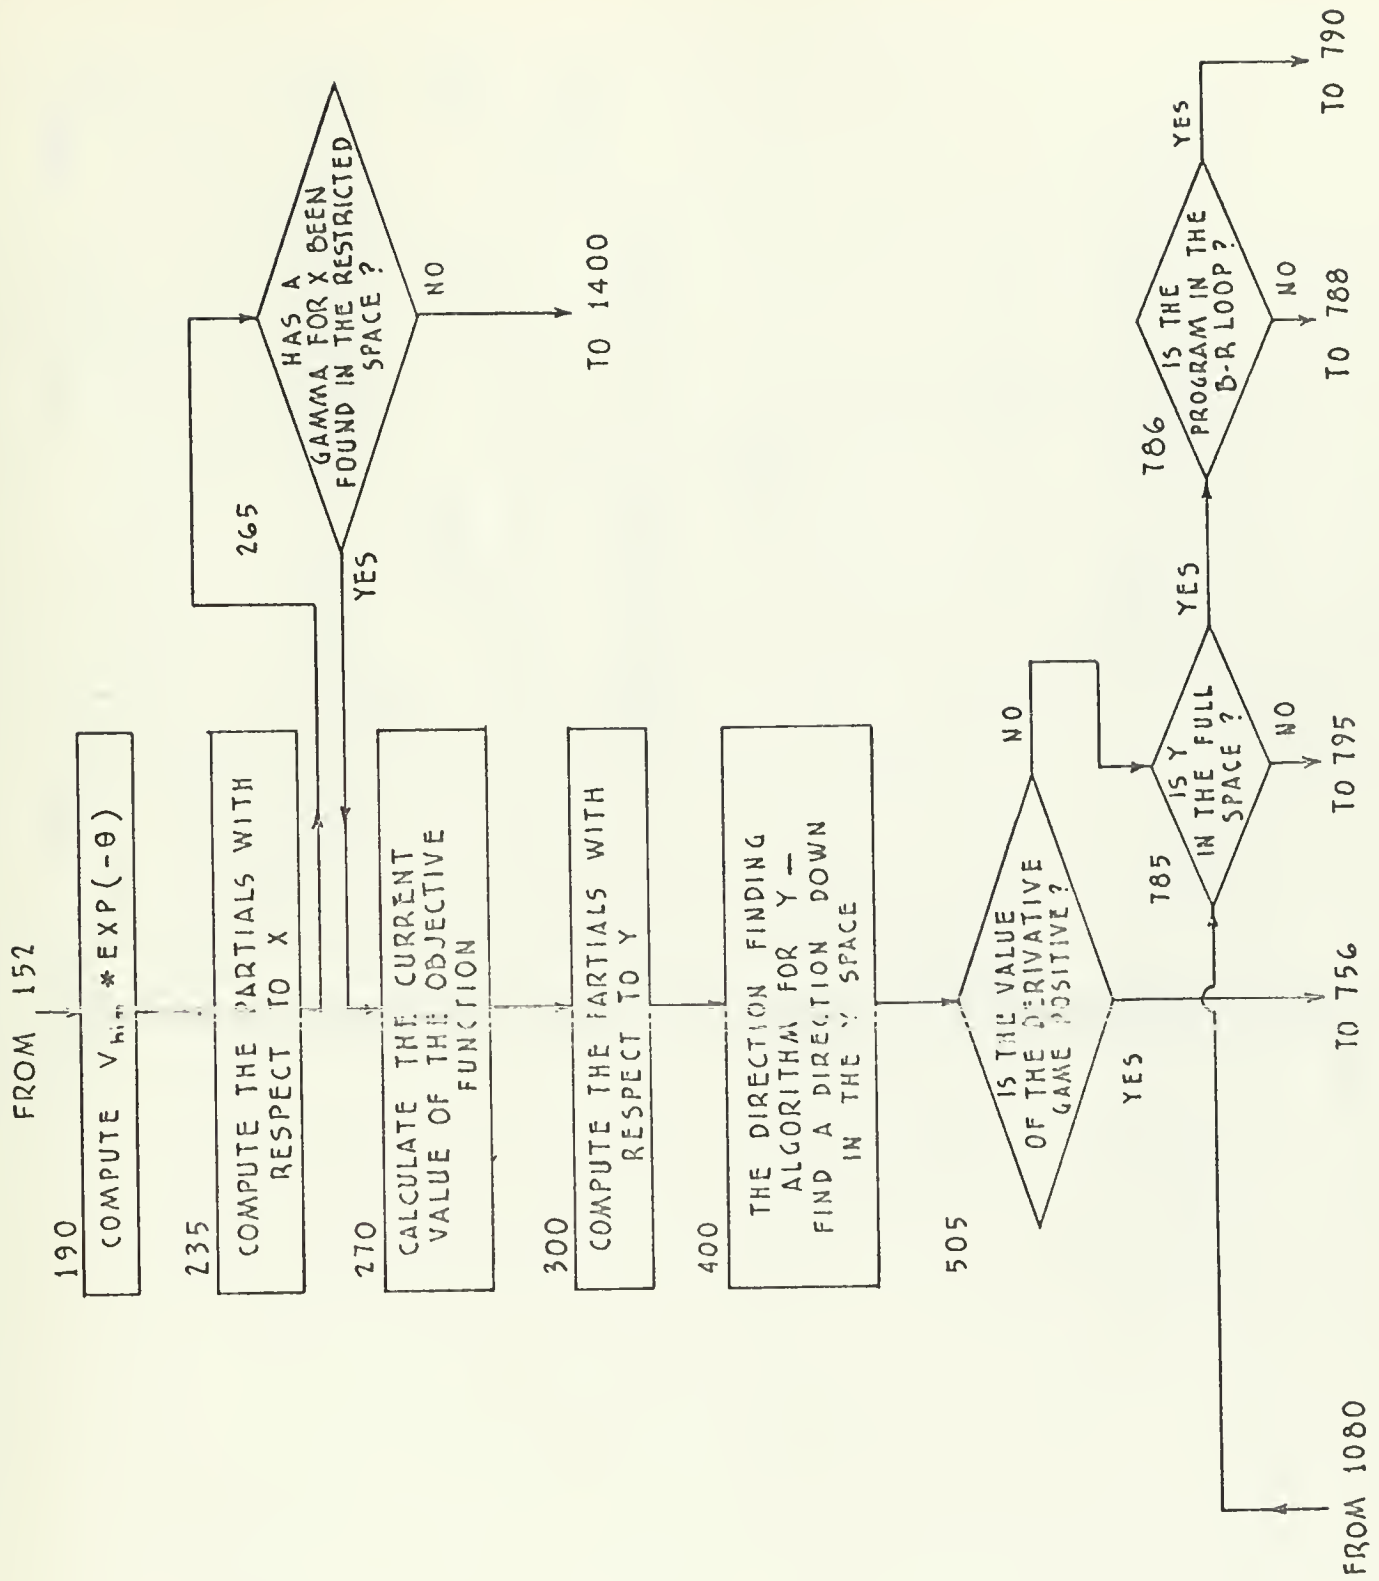 FROM 152
190
COMPUTE Vhim *EXP(-θ)
235
COMPUTE THE PARTIALS WITH
RESPECT TO X
265
HAS A
GAMMA FOR X BEEN
FOUND IN THE RESTRICTED
SPACE ?
YES
NO
TO 1400
270
CALCULATE THE CURRENT
VALUE OF THE OBJECTIVE
FUNCTION
300
COMPUTE THE PARTIALS WITH
RESPECT TO Y
400
THE DIRECTION FINDING
ALGORITHM FOR Y —
FIND A DIRECTION DOWN
IN THE Y SPACE
505
IS THE VALUE
OF THE DERIVATIVE
GAME POSITIVE ?
NO
YES
TO 756
785
IS Y
IN THE FULL
SPACE ?
YES
NO
TO 795
786
IS THE
PROGRAM IN THE
B-R LOOP ?
YES
NO
TO 788
TO 790
FROM 1080